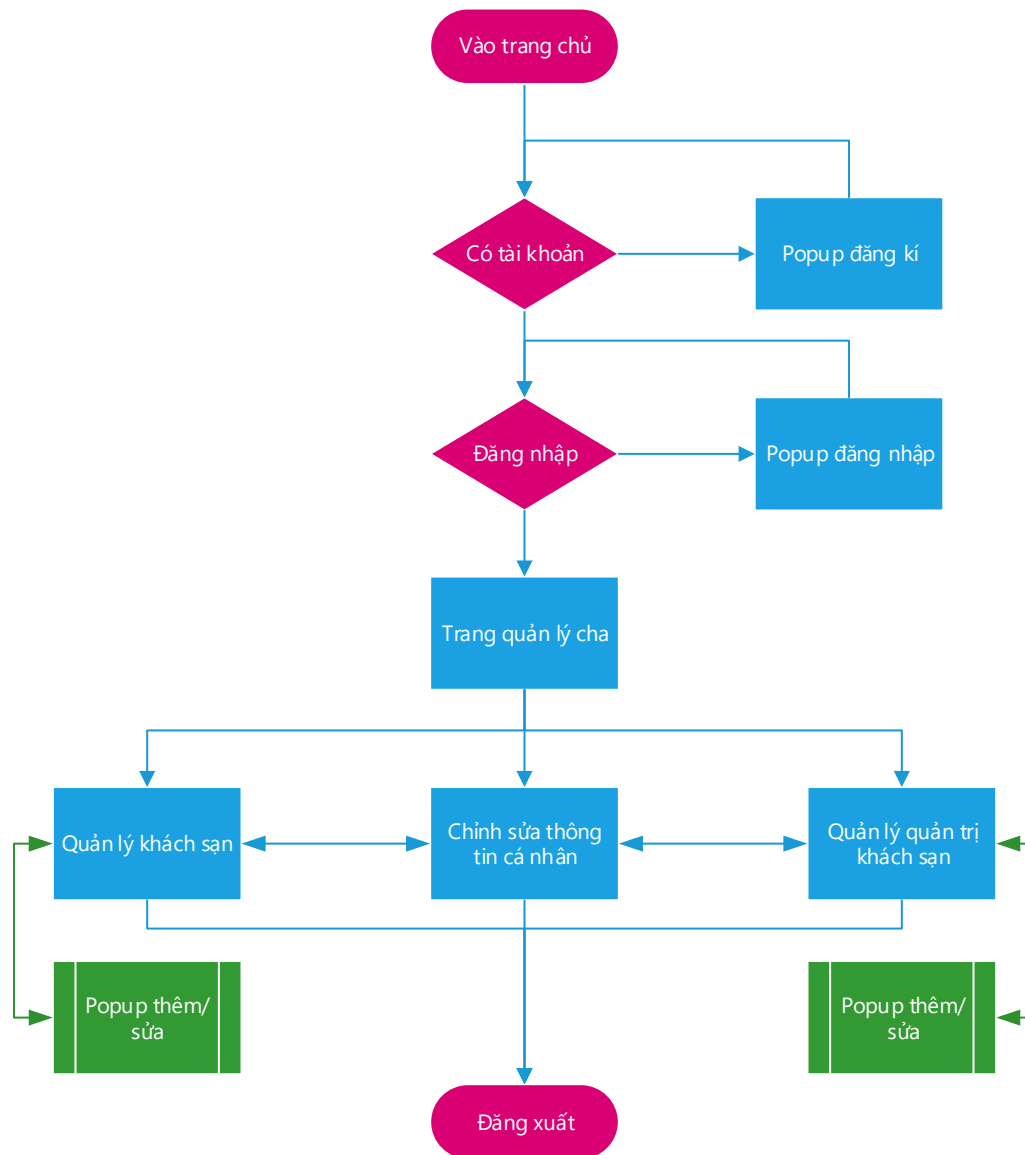 Vào trang chủ
Có tài khoản
Popup đăng kí
Đăng nhập
Popup đăng nhập
Trang quản lý cha
Quản lý khách sạn
Chỉnh sửa thông
tin cá nhân
Quản lý quản trị
khách sạn
Popup thêm/
sửa
Popup thêm/
sửa
Đăng xuất